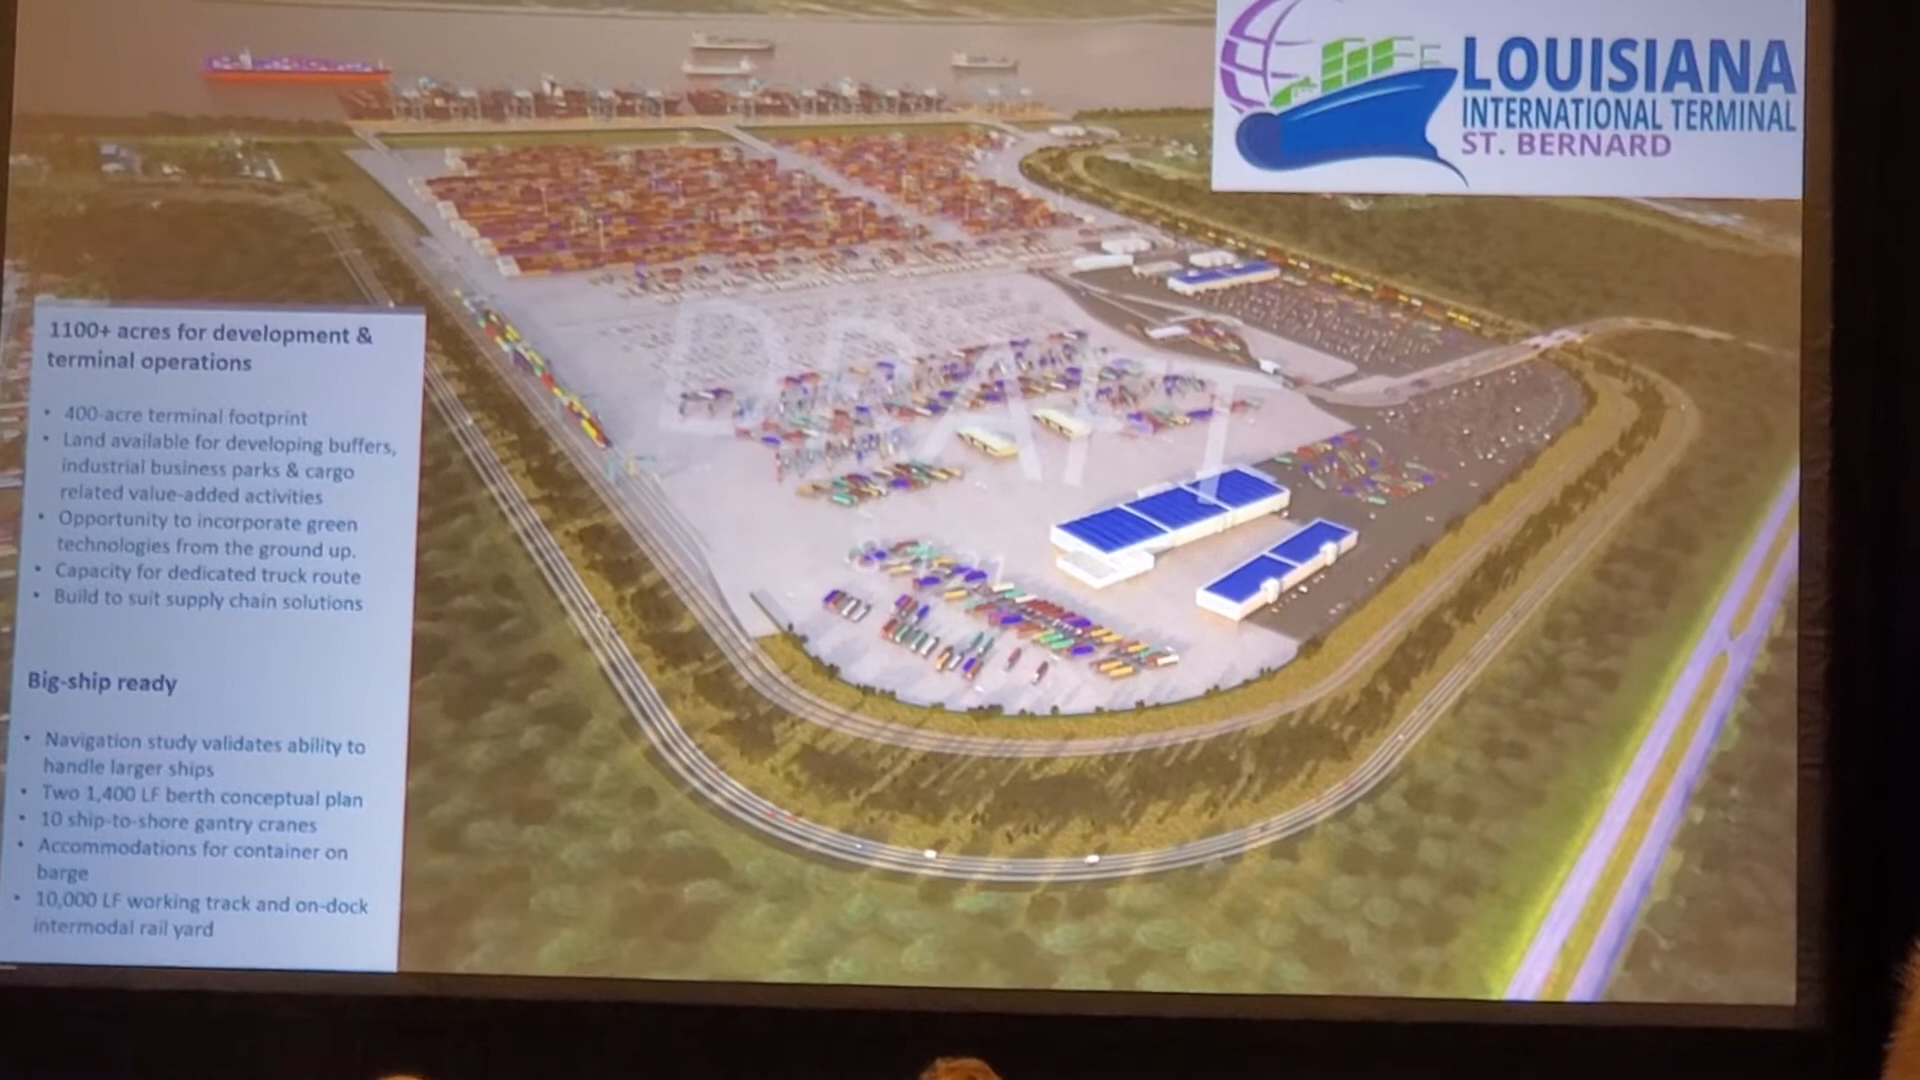 LOUISIANA
INTERNATIONAL TERMINAL
ST. BERNARD
DRAFT
1100+ acres for development &
terminal operations
• 400-acre terminal footprint
• Land available for developing buffers,
industrial business parks & cargo
related value-added activities
• Opportunity to incorporate green
technologies from the ground up.
• Capacity for dedicated truck route
• Build to suit supply chain solutions
Big-ship ready
• Navigation study validates ability to
handle larger ships
• Two 1,400 LF berth conceptual plan
• 10 ship-to-shore gantry cranes
• Accommodations for container on
barge
• 10,000 LF working track and on-dock
intermodal rail yard